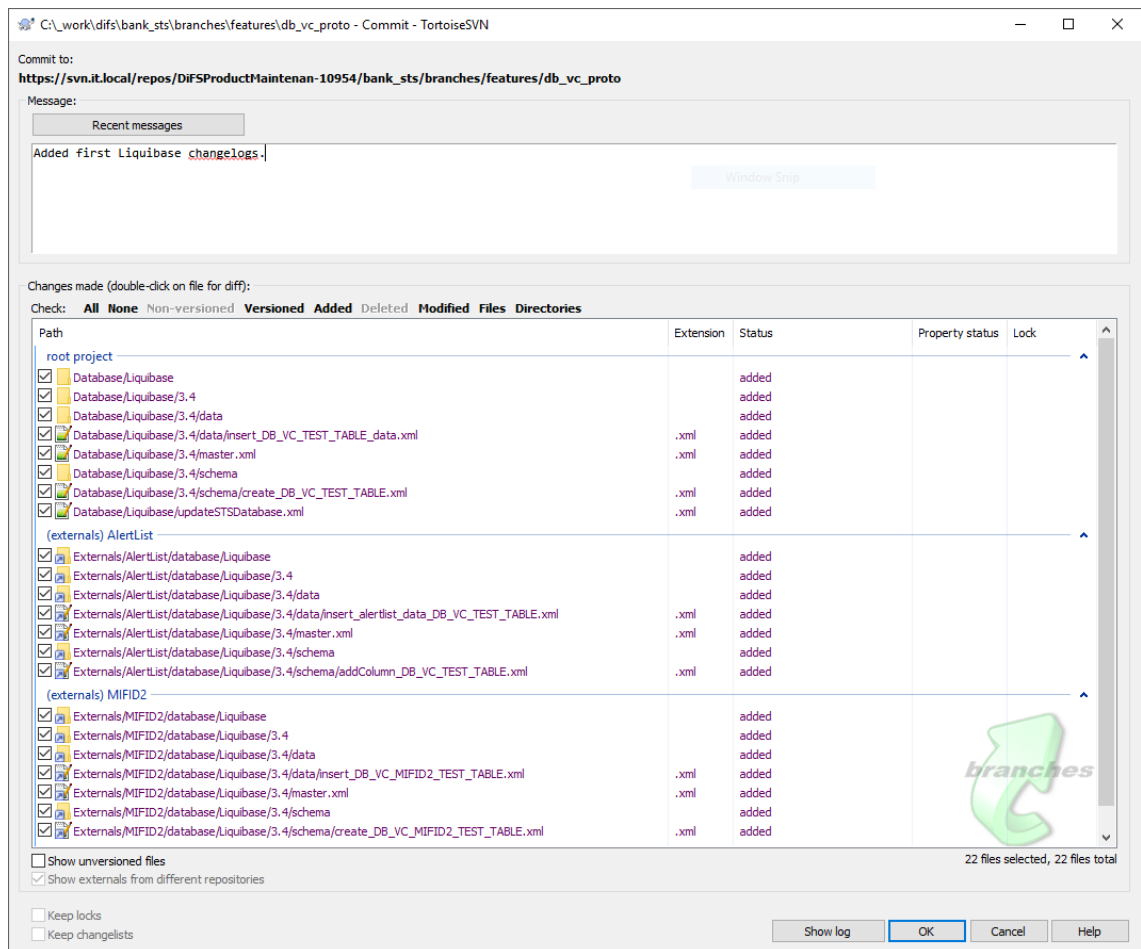 C:\_work\difs\bank_sts\branches\features\db_vc_proto - Commit - TortoiseSVN
Commit to:
https://svn.it.local/repos/DiFSProductMaintenan-10954/bank_sts/branches/features/db_vc_proto
Message:
Recent messages
Added first Liquibase changelogs.
Window Snip
Changes made (double-click on file for diff):
Check: All None Non-versioned Versioned Added Deleted Modified Files Directories
Path Extension Status Property status Lock
root project
Database/Liquibase added
Database/Liquibase/3.4 added
Database/Liquibase/3.4/data added
Database/Liquibase/3.4/data/insert_DB_VC_TEST_TABLE_data.xml .xml added
Database/Liquibase/3.4/master.xml .xml added
Database/Liquibase/3.4/schema added
Database/Liquibase/3.4/schema/create_DB_VC_TEST_TABLE.xml .xml added
Database/Liquibase/updateSTSDatabase.xml .xml added
(externals) AlertList
Externals/AlertList/database/Liquibase added
Externals/AlertList/database/Liquibase/3.4 added
Externals/AlertList/database/Liquibase/3.4/data added
Externals/AlertList/database/Liquibase/3.4/data/insert_alertlist_data_DB_VC_TEST_TABLE.xml .xml added
Externals/AlertList/database/Liquibase/3.4/master.xml .xml added
Externals/AlertList/database/Liquibase/3.4/schema added
Externals/AlertList/database/Liquibase/3.4/schema/addColumn_DB_VC_TEST_TABLE.xml .xml added
(externals) MIFID2
Externals/MIFID2/database/Liquibase added
Externals/MIFID2/database/Liquibase/3.4 added
Externals/MIFID2/database/Liquibase/3.4/data added
Externals/MIFID2/database/Liquibase/3.4/data/insert_DB_VC_MIFID2_TEST_TABLE.xml .xml added
Externals/MIFID2/database/Liquibase/3.4/master.xml .xml added
Externals/MIFID2/database/Liquibase/3.4/schema added
Externals/MIFID2/database/Liquibase/3.4/schema/create_DB_VC_MIFID2_TEST_TABLE.xml .xml added
branches
Show unversioned files
22 files selected, 22 files total
Show externals from different repositories
Keep locks
Keep changelists
Show log OK Cancel Help